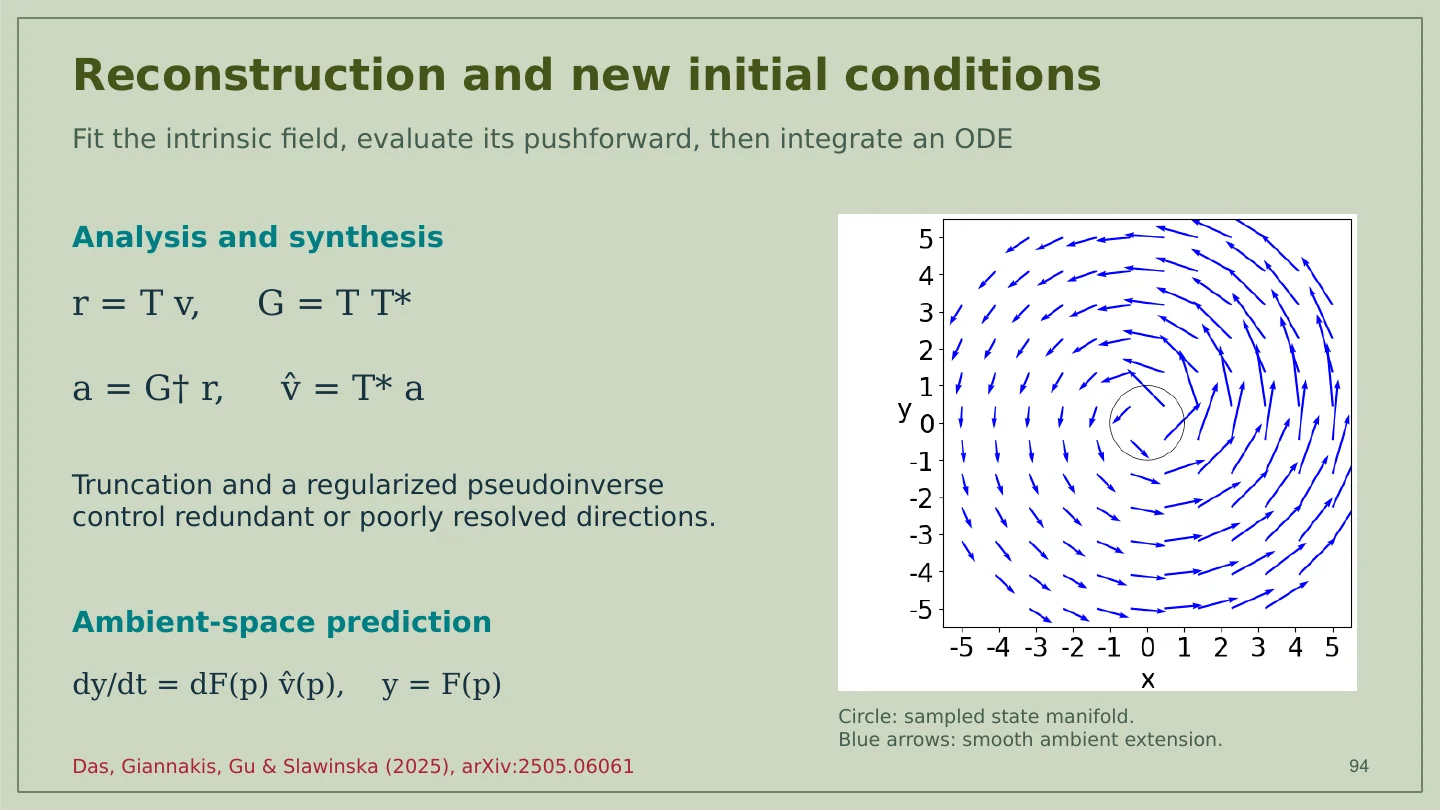 Reconstruction and new initial conditions
Fit the intrinsic field, evaluate its pushforward, then integrate an ODE
Analysis and synthesis
r = T v, G = T T*
a = G† r, v̂ = T* a
Truncation and a regularized pseudoinverse
control redundant or poorly resolved directions.
Ambient-space prediction
dy/dt = dF(p) v̂(p), y = F(p)
5
4
3
2
1
0
-1
-2
-3
-4
-5
y
-5 -4 -3 -2 -1 0 1 2 3 4 5
x
Circle: sampled state manifold.
Blue arrows: smooth ambient extension.
Das, Giannakis, Gu & Slawinska (2025), arXiv:2505.06061
94